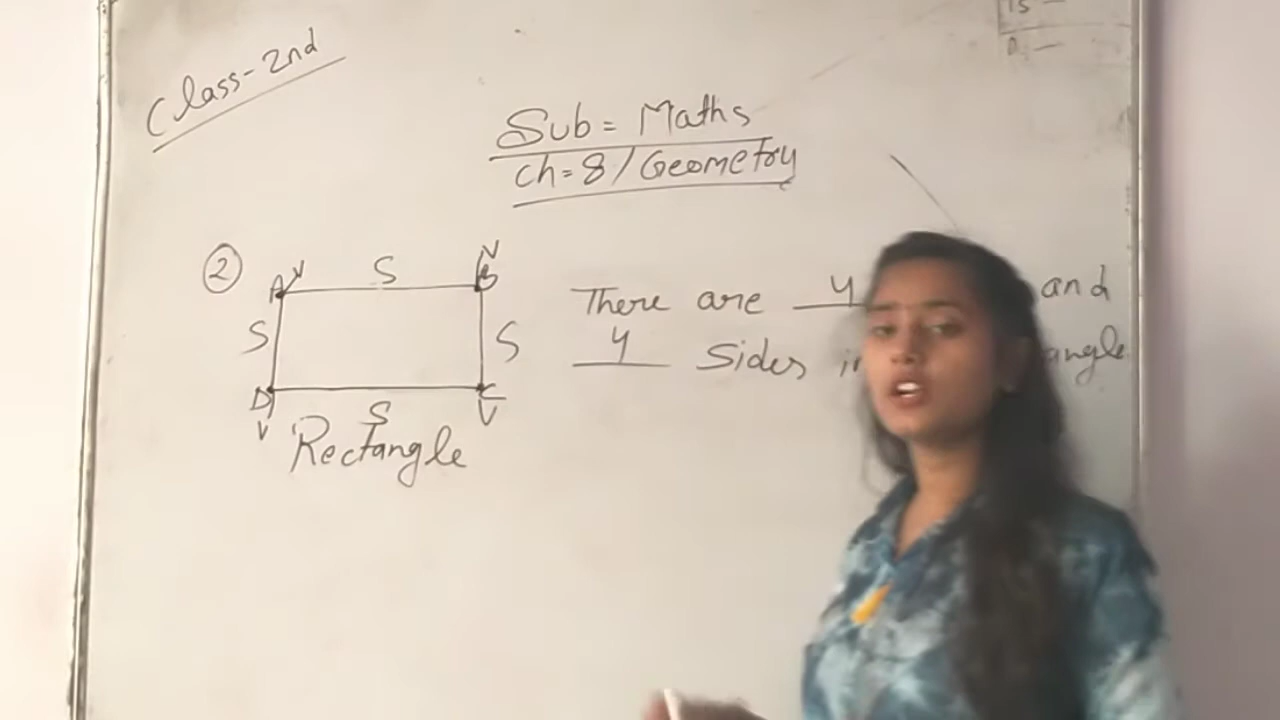 Class-2nd
Sub = Maths
Ch = 8 / Geometry
2
A V S V B
S S
D S C
V V
Rectangle
There are 4 and
4 Sides in angle